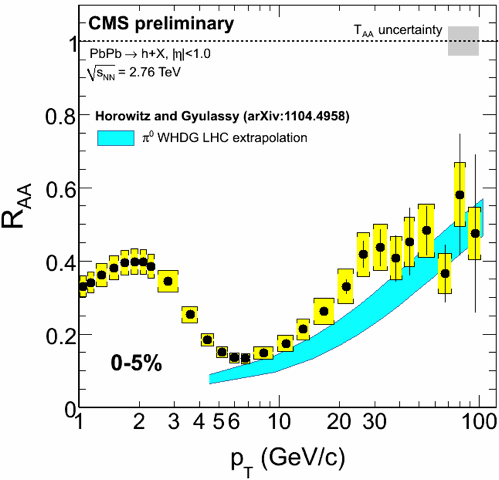 CMS preliminary
T_AA uncertainty
PbPb → h+X, |η|<1.0
√s_NN = 2.76 TeV
Horowitz and Gyulassy (arXiv:1104.4958)
π⁰ WHDG LHC extrapolation
R_AA
1
0.8
0.6
0.4
0.2
0
0-5%
1 2 3 4 5 6 10 20 30 100
p_T (GeV/c)